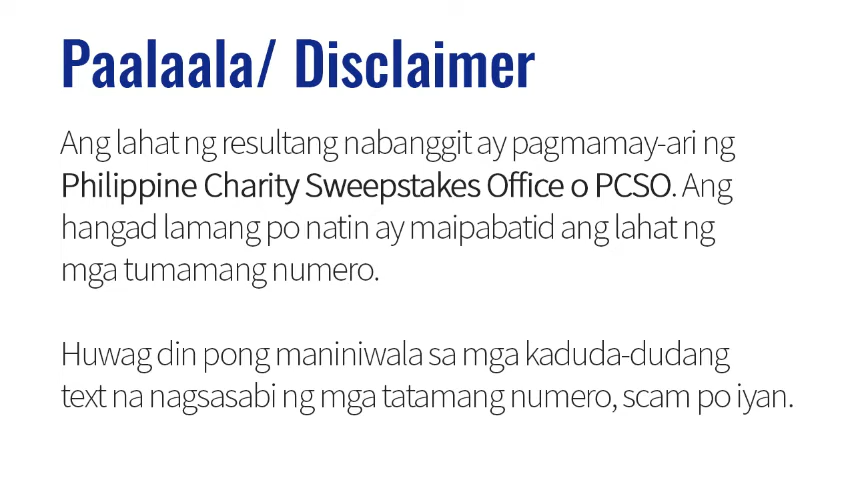 Paalaala/ Disclaimer
Ang lahat ng resultang nabanggit ay pagmamay-ari ng
Philippine Charity Sweepstakes Office o PCSO. Ang
hangad lamang po natin ay maipabatid ang lahat ng
mga tumamang numero.
Huwag din pong maniniwala sa mga kaduda-dudang
text na nagsasabi ng mga tatamang numero, scam po iyan.